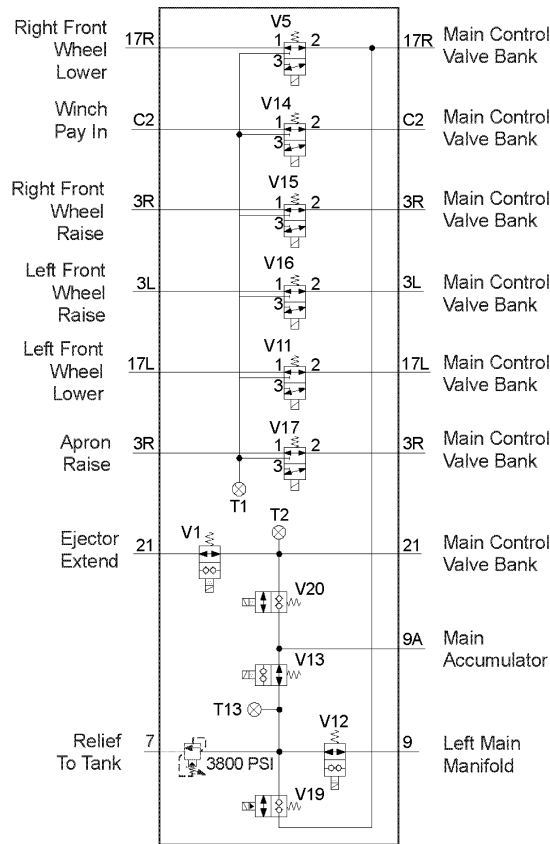 V5
Right Front
Wheel
Lower
17R
1
2
3
17R
Main Control
Valve Bank
V14
Winch
Pay In
C2
1
2
3
C2
Main Control
Valve Bank
V15
Right Front
Wheel
Raise
3R
1
2
3
3R
Main Control
Valve Bank
V16
Left Front
Wheel
Raise
3L
1
2
3
3L
Main Control
Valve Bank
V11
Left Front
Wheel
Lower
17L
1
2
3
17L
Main Control
Valve Bank
V17
Apron
Raise
3R
1
2
3
3R
Main Control
Valve Bank
T1
T2
V1
Ejector
Extend
21
21
Main Control
Valve Bank
V20
9A
Main
Accumulator
V13
T13
V12
Relief
To Tank
7
3800 PSI
9
Left Main
Manifold
V19